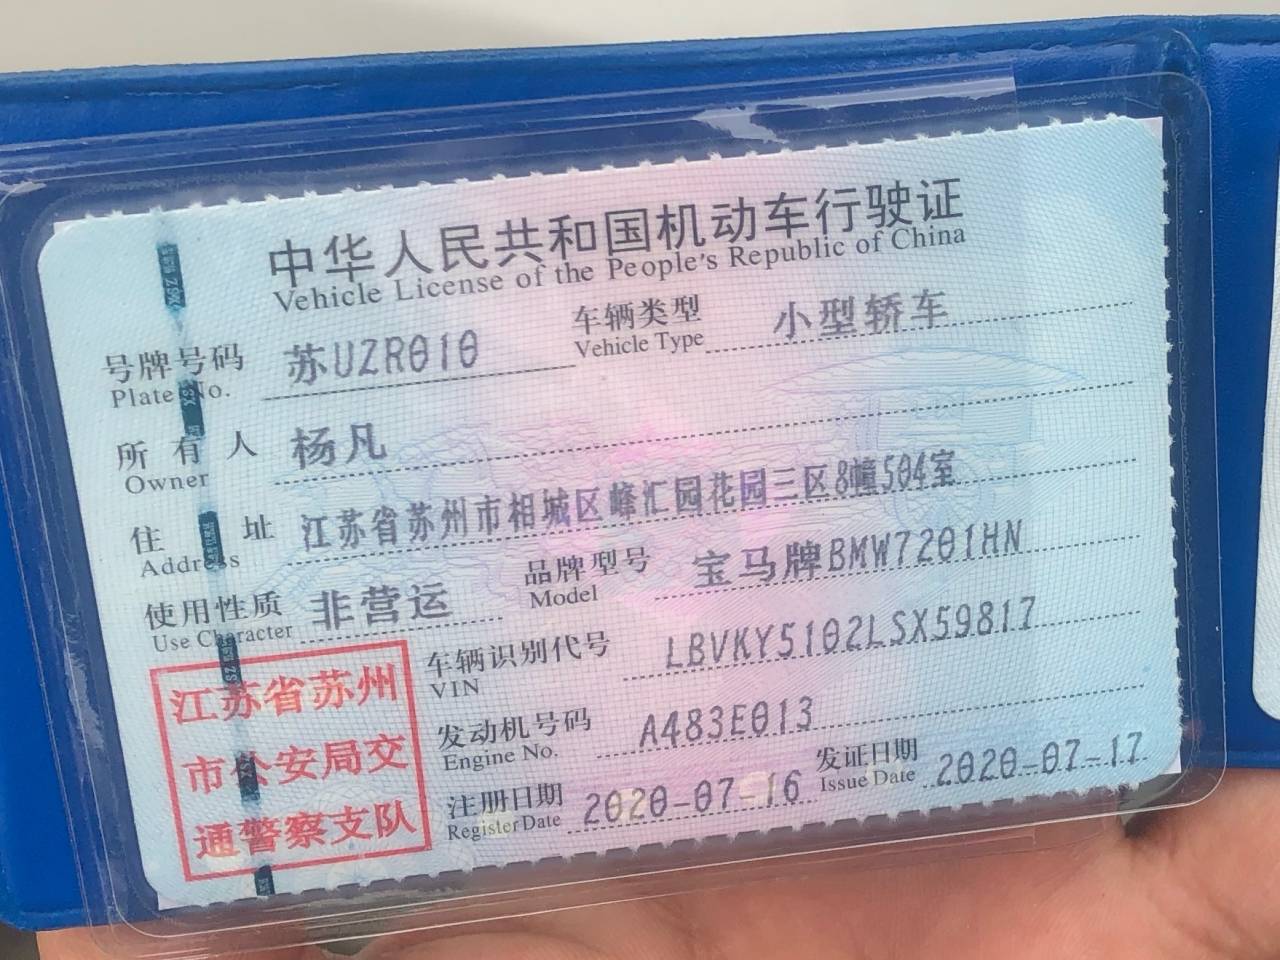 中华人民共和国机动车行驶证
Vehicle License of the People's Republic of China
号牌号码 苏UZR010 车辆类型 小型轿车
Plate No. Vehicle Type
所有人 杨凡
Owner
住址 江苏省苏州市相城区峰汇园花园三区8幢504室
Address
使用性质 非营运 品牌型号 宝马牌BMW7201HN
Use Character Model
车辆识别代号 LBVKY5102LSX59817
VIN
发动机号码 A483E013
Engine No.
注册日期 2020-07-16 发证日期 2020-07-17
Register Date Issue Date
江苏省苏州
市公安局交
通警察支队